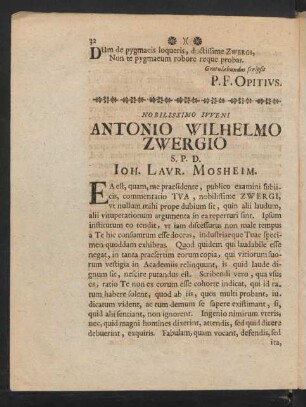 32
Dum de pygmaeis loqueris, doctissime ZWERGI,
Non te pygmaeum robore reque probas.
Gratulabundus scripsit
P. F. OPITIVS.
NOBILISSIMO IVVENI
ANTONIO WILHELMO
ZWERGIO
S. P. D.
IOH. LAVR. MOSHEIM.
EA est, quam, me praesidente, publico examini subii-
cis, commentatio TVA, nobilissime ZWERGI,
vt nullum mihi prope dubium sit, quin alii laudum,
alii vituperationum argumenta in ea reperturi sint. Ipsum
institutum eo tendit, vt iam discessurus non male tempus
a Te hic consumtum esse doceas, industriaeque Tuae speci-
men quoddam exhibeas. Quod quidem qui laudabile esse
negat, in tanta praesertim eorum copia, qui vitiorum suo-
rum vestigia in Academiis relinquunt, is quid laude di-
gnum sit, nescire putandus est. Scribendi vero, qua vsus
es, ratio Te non ex eorum esse cohorte indicat, qui id ra-
tum habere solent, quod ab iis, quos multi probant, iu-
dicatum vident, ac tum demum se sapere existimant, si,
quid alii senciant, non ignorent. Ingenio nimirum vteris,
nec, quid magni homines dixerint, attendis, sed quid dicere
debuerint, exquiris. Fabulam, quam vocant, defendis, sed
ita,